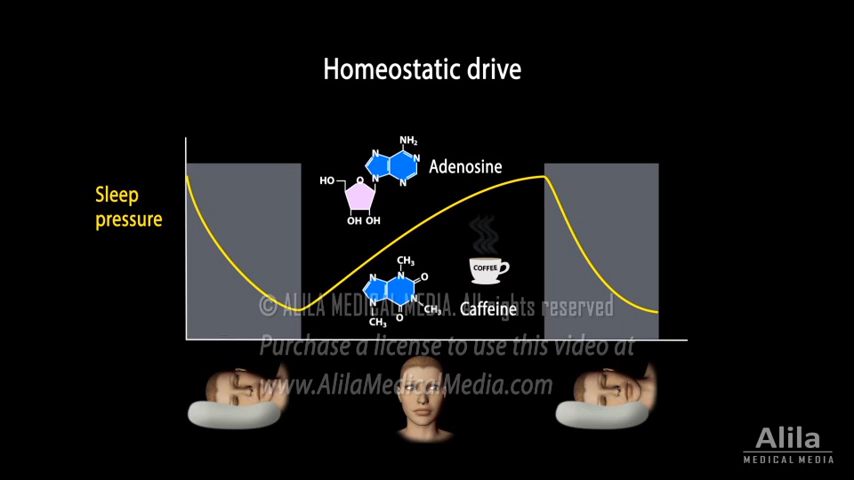 Homeostatic drive
Sleep
pressure
Adenosine
NH₂
N
N
N
N
HO
O
OH OH
COFFEE
Caffeine
CH₃
O
N
N
N
N
CH₃
O
CH₃
© ALILA MEDICAL MEDIA. All rights reserved
Purchase a license to use this video at
www.AlilaMedicalMedia.com
Alila
MEDICAL MEDIA